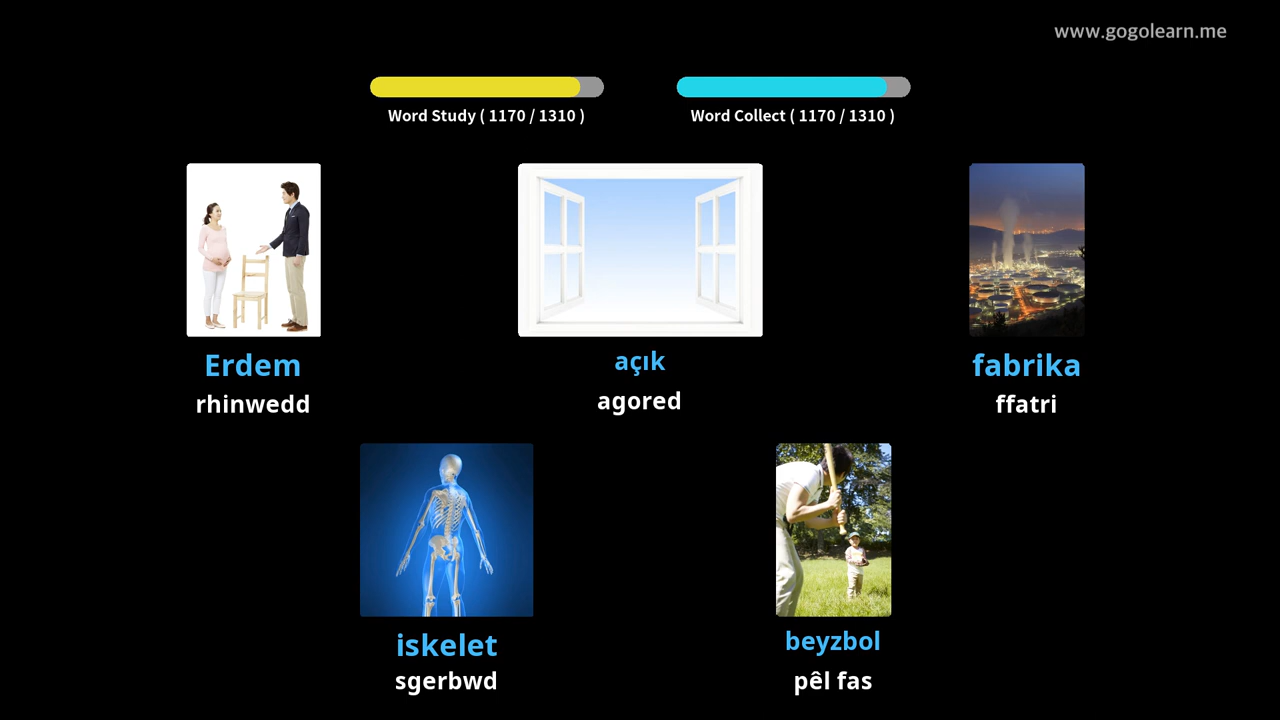 www.gogolearn.me
Word Study ( 1170 / 1310 )
Word Collect ( 1170 / 1310 )
Erdem
rhinwedd
açık
agored
fabrika
ffatri
iskelet
sgerbwd
beyzbol
pêl fas